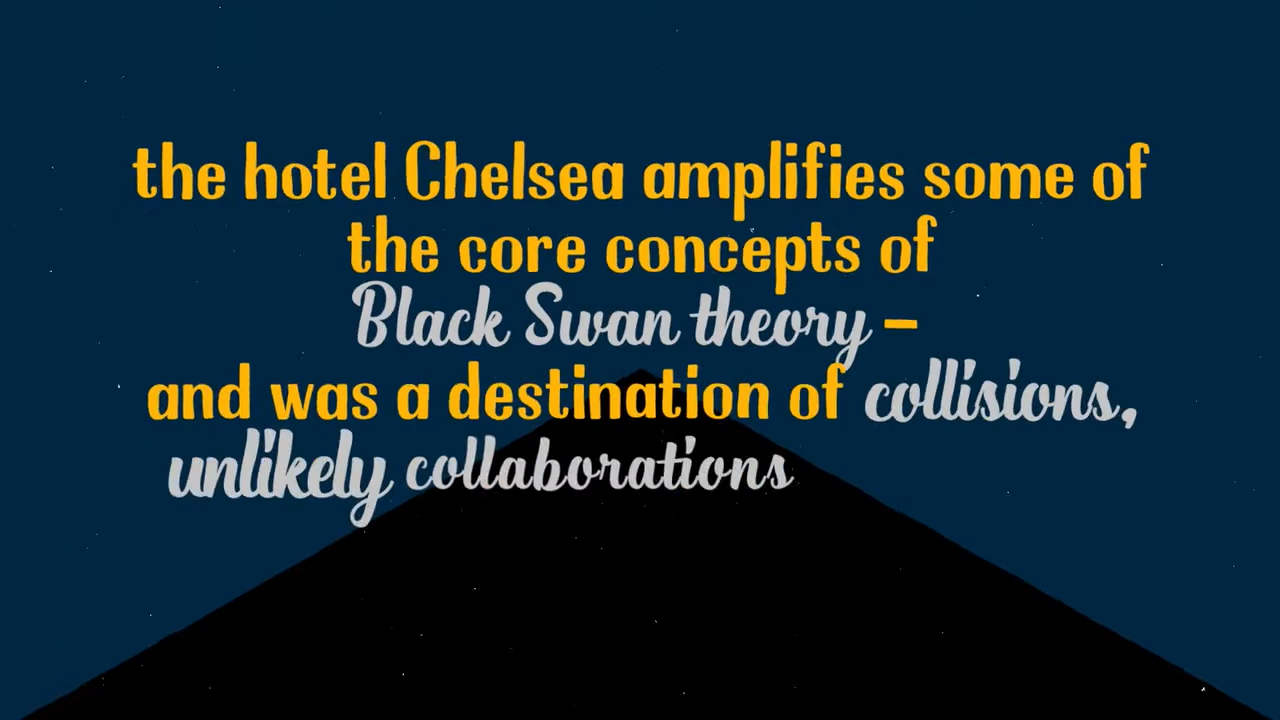 the hotel Chelsea amplifies some of
the core concepts of
Black Swan theory –
and was a destination of collisions,
unlikely collaborations